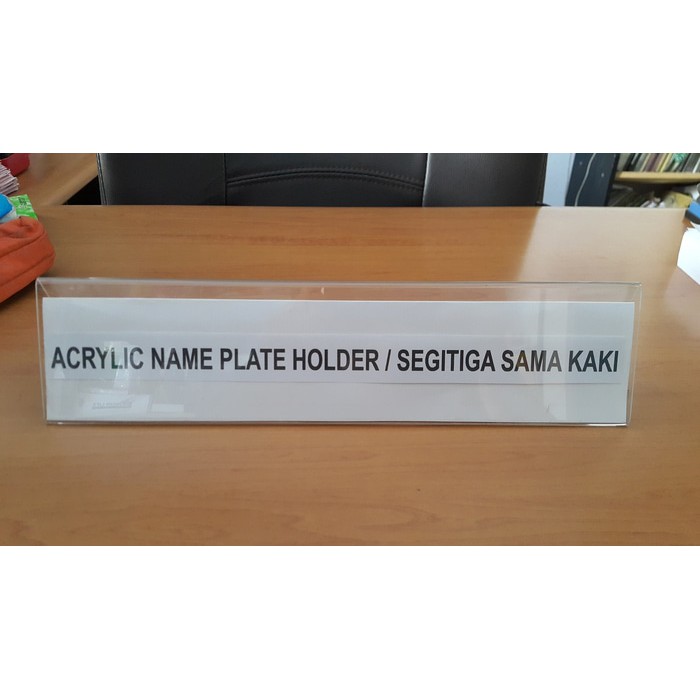 ACRYLIC NAME PLATE HOLDER / SEGITIGA SAMA KAKI